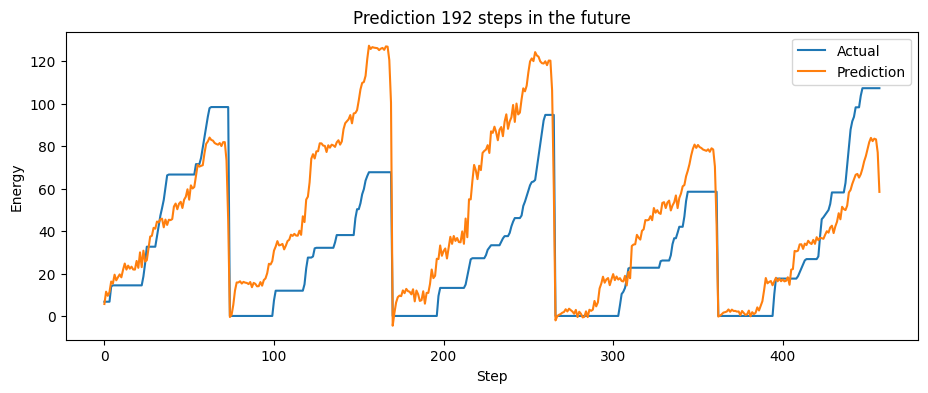 Prediction 192 steps in the future
Actual
Prediction
Energy
120
100
80
60
40
20
0
0 100 200 300 400
Step